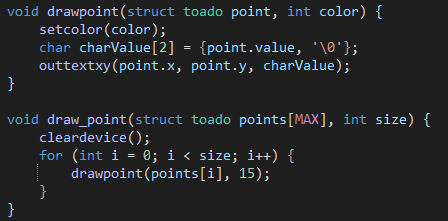 void drawpoint(struct toado point, int color) {
    setcolor(color);
    char charValue[2] = {point.value, '\0'};
    outtextxy(point.x, point.y, charValue);
}

void draw_point(struct toado points[MAX], int size) {
    cleardevice();
    for (int i = 0; i < size; i++) {
        drawpoint(points[i], 15);
    }
}